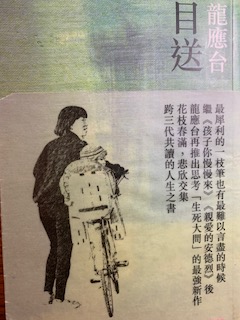 龍應台
目送
最犀利的一枝筆也有最難以言盡的時候
繼《孩子你慢慢來》《親愛的安德烈》後
龍應台再推出思考「生死大問」的最強新作
花枝春滿，悲欣交集
跨三代共讀的人生之書